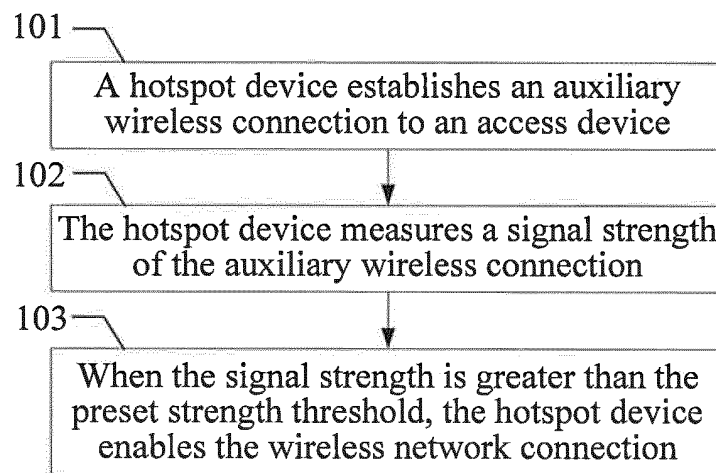 101
A hotspot device establishes an auxiliary
wireless connection to an access device
102
The hotspot device measures a signal strength
of the auxiliary wireless connection
103
When the signal strength is greater than the
preset strength threshold, the hotspot device
enables the wireless network connection